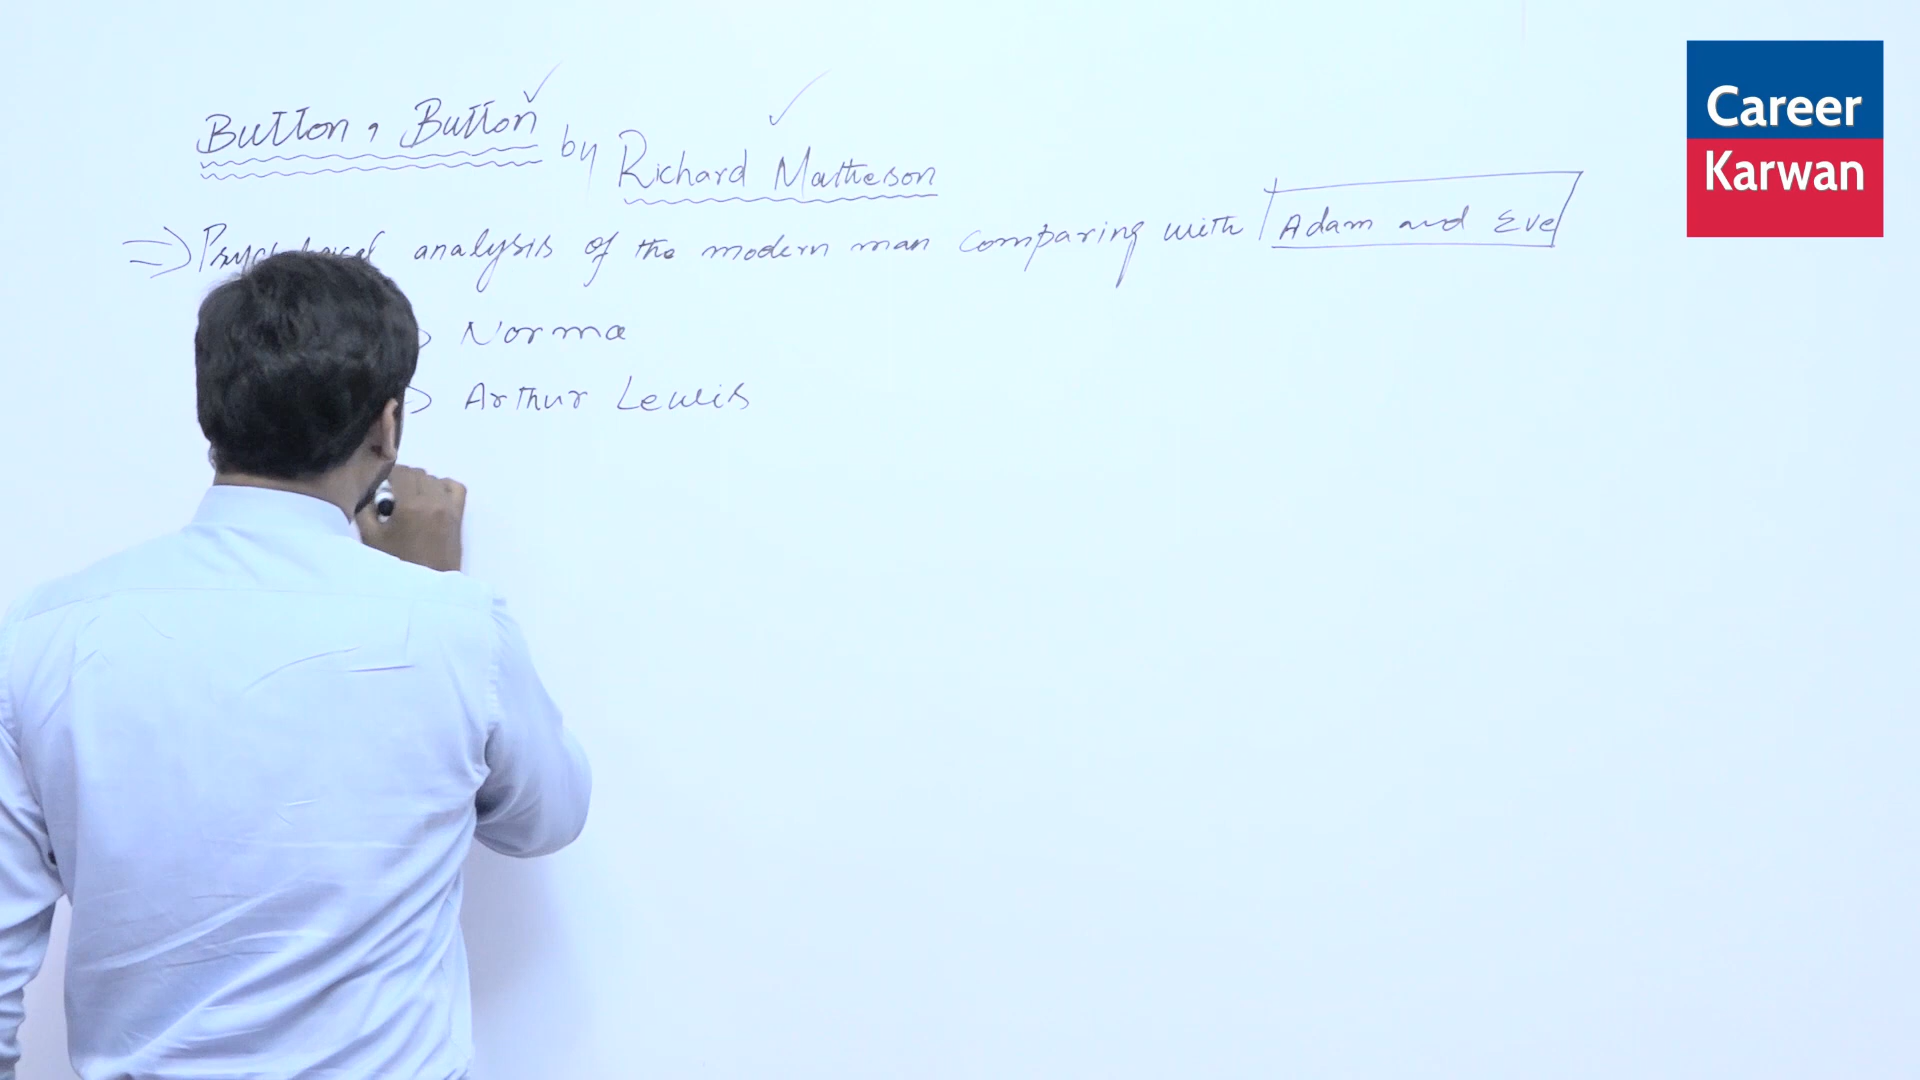 Button, Button by Richard Matheson
=> Psychological analysis of the modern man comparing with Adam and Eve
Norma
Arthur Lewis
Career
Karwan